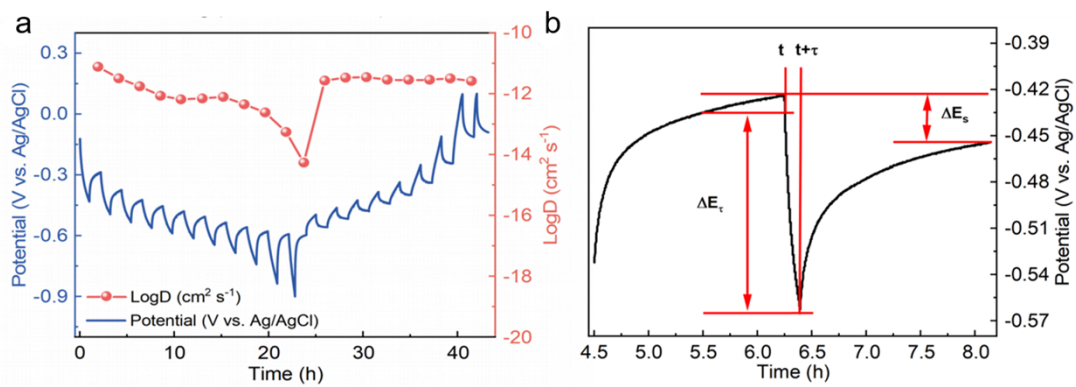 a
0.3
0.0
-0.3
-0.6
-0.9
Potential (V vs. Ag/AgCl)
LogD (cm² s⁻¹)
Potential (V vs. Ag/AgCl)
0
10
20
30
40
Time (h)
-10
-12
-14
-16
-18
-20
LogD (cm² s⁻¹)
b
t
t+τ
ΔEτ
ΔEs
4.5
5.0
5.5
6.0
6.5
7.0
7.5
8.0
Time (h)
-0.39
-0.42
-0.45
-0.48
-0.51
-0.54
-0.57
Potential (V vs. Ag/AgCl)